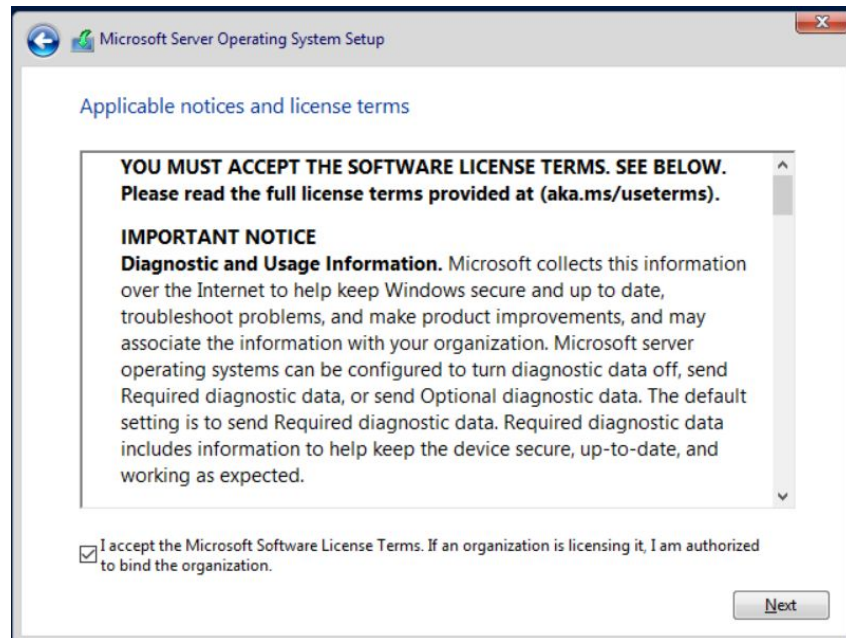 Microsoft Server Operating System Setup
Applicable notices and license terms
YOU MUST ACCEPT THE SOFTWARE LICENSE TERMS. SEE BELOW.
Please read the full license terms provided at (aka.ms/useterms).
IMPORTANT NOTICE
Diagnostic and Usage Information. Microsoft collects this information
over the Internet to help keep Windows secure and up to date,
troubleshoot problems, and make product improvements, and may
associate the information with your organization. Microsoft server
operating systems can be configured to turn diagnostic data off, send
Required diagnostic data, or send Optional diagnostic data. The default
setting is to send Required diagnostic data. Required diagnostic data
includes information to help keep the device secure, up-to-date, and
working as expected.
I accept the Microsoft Software License Terms. If an organization is licensing it, I am authorized
to bind the organization.
Next